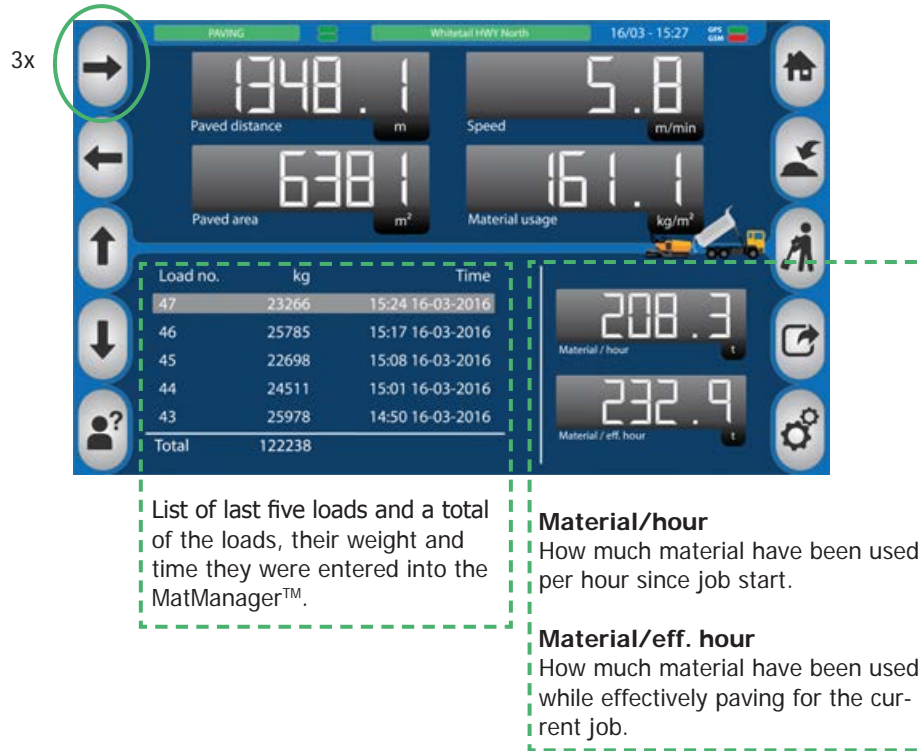 3x
PAVING Whitetail HWY North 16/03 - 15:27 GPS
GSM
1348.1
Paved distance m
5.8
Speed m/min
6381
Paved area m²
161.1
Material usage kg/m²
Load no. kg Time
47 23266 15:24 16-03-2016
46 25785 15:17 16-03-2016
45 22698 15:08 16-03-2016
44 24511 15:01 16-03-2016
43 25978 14:50 16-03-2016
Total 122238
208.3
Material / hour t
232.9
Material / eff. hour t
?
List of last five loads and a total
of the loads, their weight and
time they were entered into the
MatManager™.
Material/hour
How much material have been used
per hour since job start.
Material/eff. hour
How much material have been used
while effectively paving for the cur-
rent job.